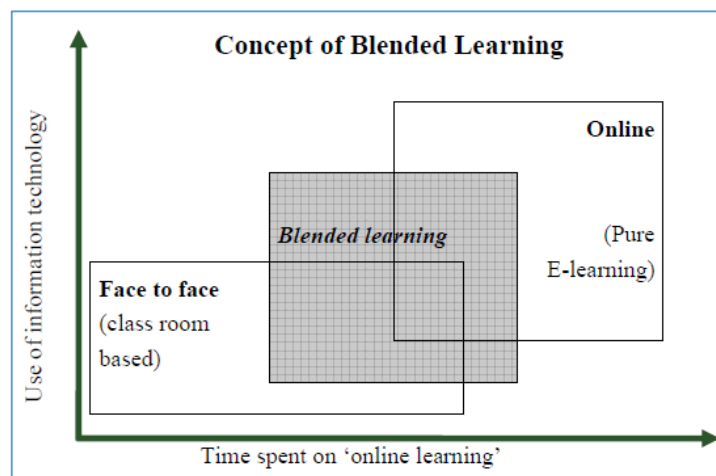 Concept of Blended Learning
Use of information technology
Online
(Pure
E-learning)
Blended learning
Face to face
(class room
based)
Time spent on ‘online learning’